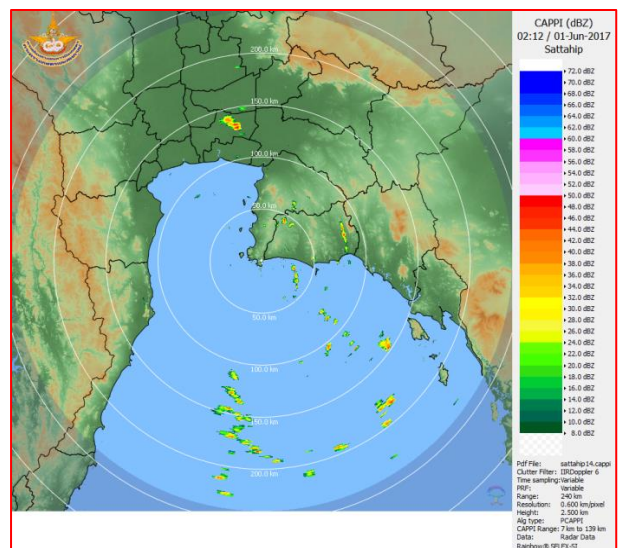 CAPPI (dBZ)
02:12 / 01-Jun-2017
Sattahip
72.0 dBZ
70.0 dBZ
68.0 dBZ
66.0 dBZ
64.0 dBZ
62.0 dBZ
60.0 dBZ
58.0 dBZ
56.0 dBZ
54.0 dBZ
52.0 dBZ
50.0 dBZ
48.0 dBZ
46.0 dBZ
44.0 dBZ
42.0 dBZ
40.0 dBZ
38.0 dBZ
36.0 dBZ
34.0 dBZ
32.0 dBZ
30.0 dBZ
28.0 dBZ
26.0 dBZ
24.0 dBZ
22.0 dBZ
20.0 dBZ
18.0 dBZ
16.0 dBZ
14.0 dBZ
12.0 dBZ
10.0 dBZ
8.0 dBZ
200.0 km
150.0 km
100.0 km
50.0 km
50.0 km
100.0 km
150.0 km
200.0 km
Pdf File: sattahip14.cappi
Clutter Filter: IIRDoppler 6
Time sampling:Variable
PRF: Variable
Range: 240 km
Resolution: 0.600 km/pixel
Height: 2.500 km
Alg type: PCAPPI
CAPPI Range: 7 km to 139 km
Data: Radar Data
Rainbow® SELEX-SI